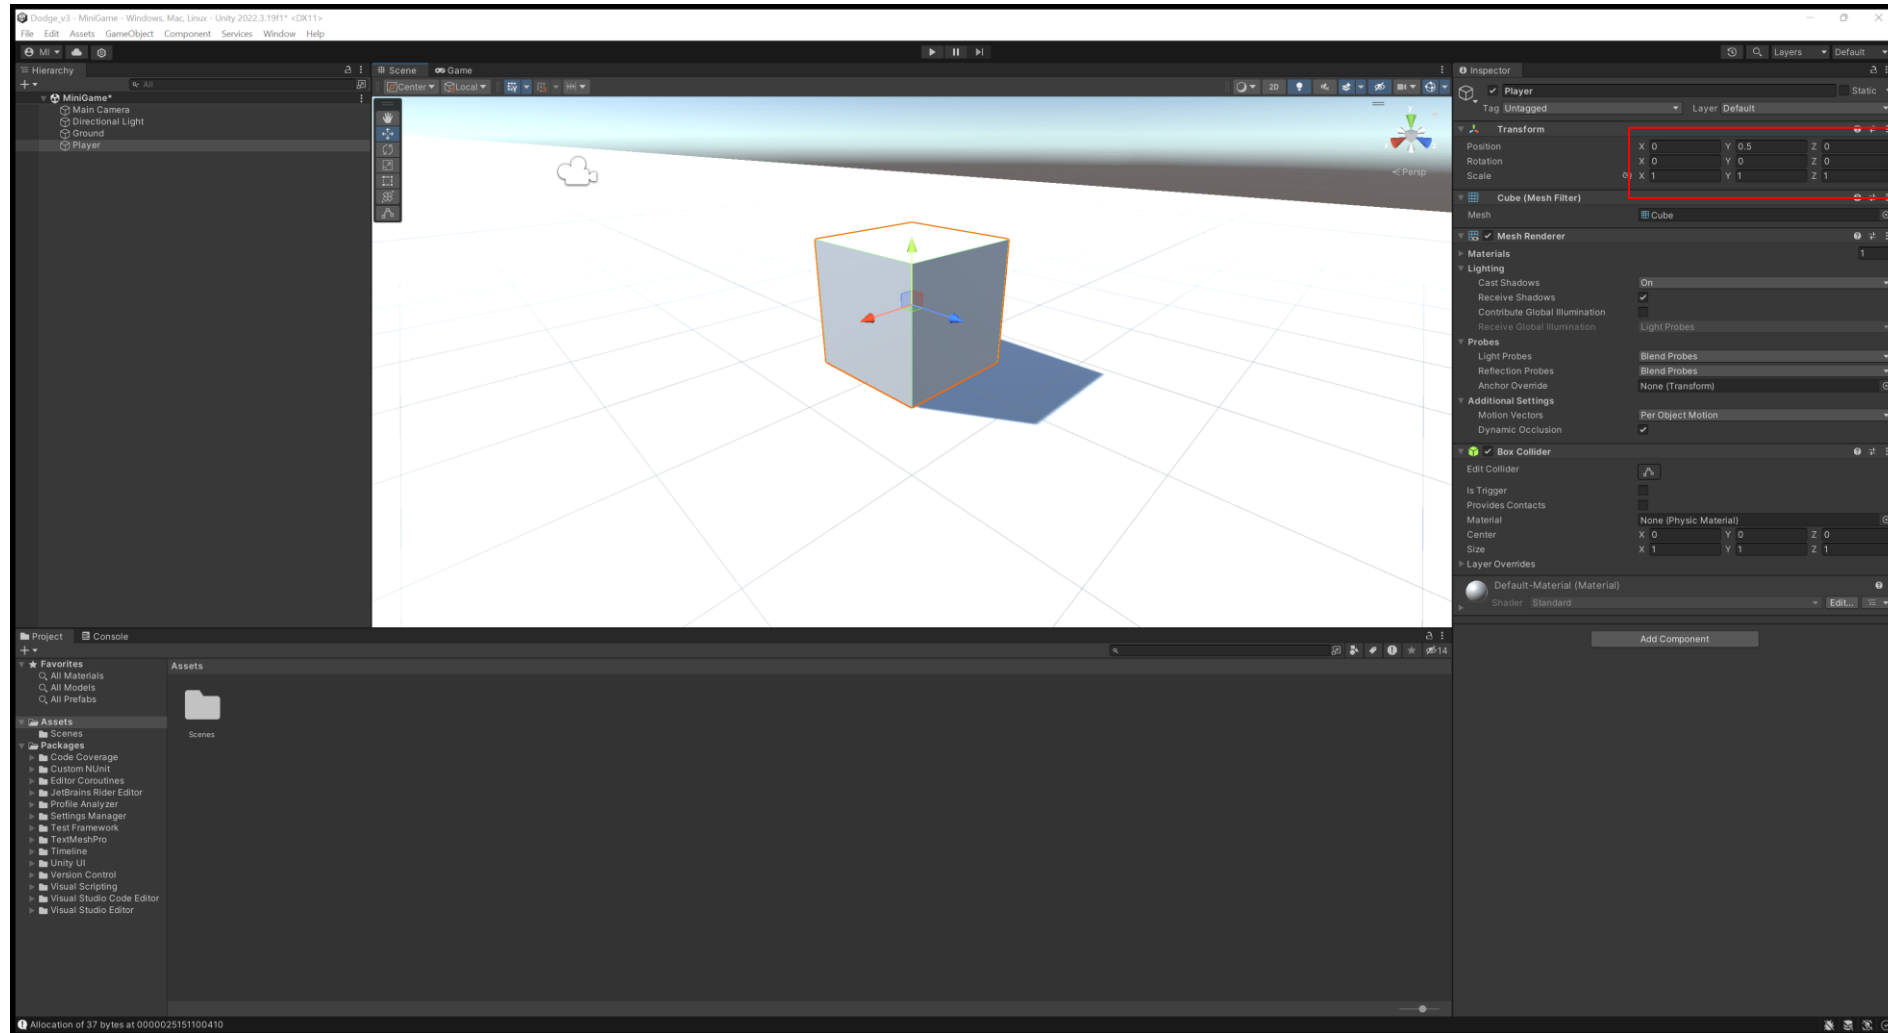 Dodge_v3 - MiniGame - Windows, Mac, Linux - Unity 2022.3.19f1* <DX11>
File Edit Assets GameObject Component Services Window Help
MI
Layers
Default
Hierarchy
All
MiniGame*
Main Camera
Directional Light
Ground
Player
Scene
Game
Center
Local
2D
y
Persp
Inspector
Player
Static
Tag Untagged
Layer Default
Transform
Position X 0 Y 0.5 Z 0
Rotation X 0 Y 0 Z 0
Scale X 1 Y 1 Z 1
Cube (Mesh Filter)
Mesh Cube
Mesh Renderer
Materials 1
Lighting
Cast Shadows On
Receive Shadows
Contribute Global Illumination
Receive Global Illumination Light Probes
Probes
Light Probes Blend Probes
Reflection Probes Blend Probes
Anchor Override None (Transform)
Additional Settings
Motion Vectors Per Object Motion
Dynamic Occlusion
Box Collider
Edit Collider
Is Trigger
Provides Contacts
Material None (Physic Material)
Center X 0 Y 0 Z 0
Size X 1 Y 1 Z 1
Layer Overrides
Default-Material (Material)
Shader Standard
Edit...
Add Component
Project
Console
14
Favorites
All Materials
All Models
All Prefabs
Assets
Scenes
Packages
Code Coverage
Custom NUnit
Editor Coroutines
JetBrains Rider Editor
Profile Analyzer
Settings Manager
Test Framework
TextMeshPro
Timeline
Unity UI
Version Control
Visual Scripting
Visual Studio Code Editor
Visual Studio Editor
Assets
Scenes
Allocation of 37 bytes at 0000025151100410